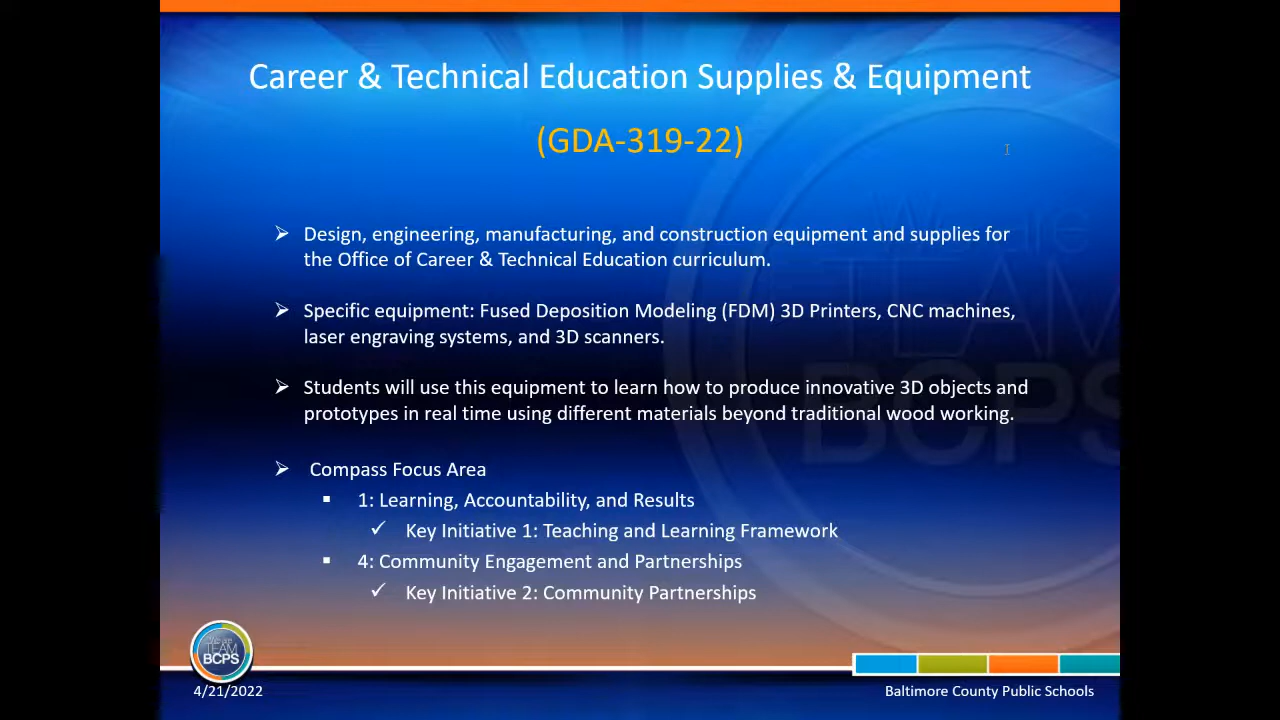 Career & Technical Education Supplies & Equipment
(GDA-319-22)
Design, engineering, manufacturing, and construction equipment and supplies for
the Office of Career & Technical Education curriculum.
Specific equipment: Fused Deposition Modeling (FDM) 3D Printers, CNC machines,
laser engraving systems, and 3D scanners.
Students will use this equipment to learn how to produce innovative 3D objects and
prototypes in real time using different materials beyond traditional wood working.
Compass Focus Area
1: Learning, Accountability, and Results
Key Initiative 1: Teaching and Learning Framework
4: Community Engagement and Partnerships
Key Initiative 2: Community Partnerships
We are
TEAM
BCPS
TEAM
BCPS
4/21/2022
Baltimore County Public Schools